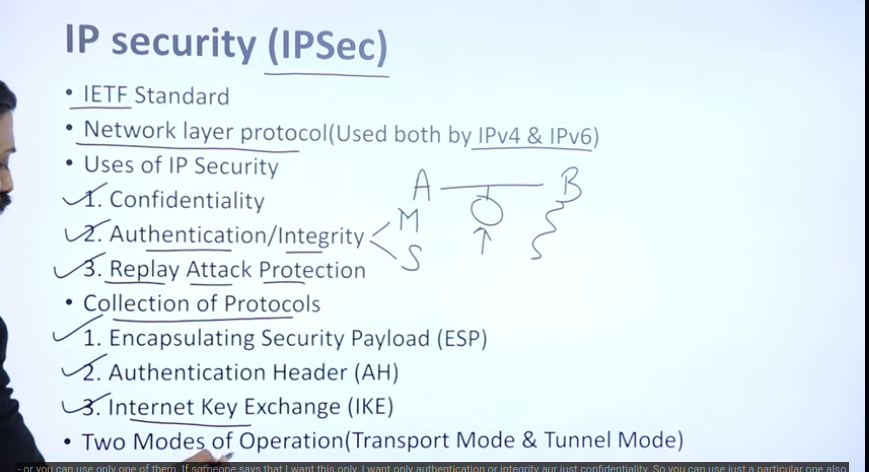 IP security (IPSec)
• IETF Standard
• Network layer protocol(Used both by IPv4 & IPv6)
• Uses of IP Security
1. Confidentiality
A B
2. Authentication/Integrity
M
S
3. Replay Attack Protection
• Collection of Protocols
1. Encapsulating Security Payload (ESP)
2. Authentication Header (AH)
3. Internet Key Exchange (IKE)
• Two Modes of Operation(Transport Mode & Tunnel Mode)
- or you can use only one of them. If someone says that I want this only, I want only authentication or integrity aur just confidentiality. So you can use just a particular one also